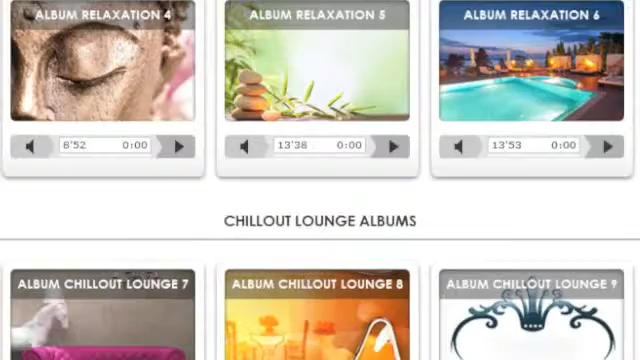 ALBUM RELAXATION 4
ALBUM RELAXATION 5
ALBUM RELAXATION 6
8'52 0:00
13'38 0:00
13'53 0:00
CHILLOUT LOUNGE ALBUMS
ALBUM CHILLOUT LOUNGE 7
ALBUM CHILLOUT LOUNGE 8
ALBUM CHILLOUT LOUNGE 9